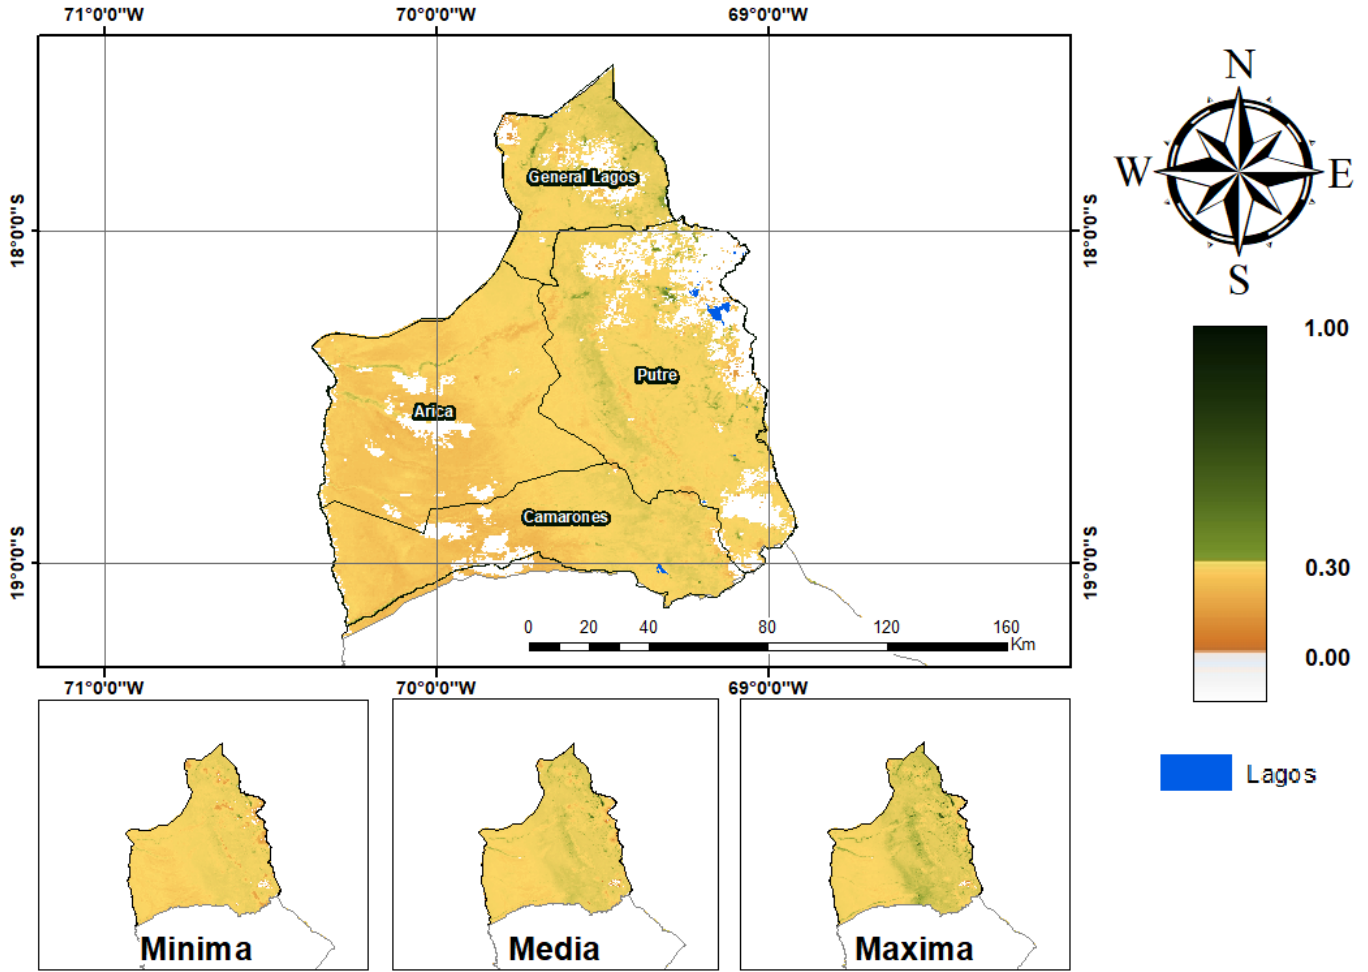 71°0'0"W 70°0'0"W 69°0'0"W
N
W E
S
18°0'0"S 18°0'0"S
19°0'0"S 19°0'0"S
General Lagos
Putre
Arica
Camarones
0 20 40 80 120 160
Km
71°0'0"W 70°0'0"W 69°0'0"W
1.00
0.30
0.00
Lagos
Minima
Media
Maxima